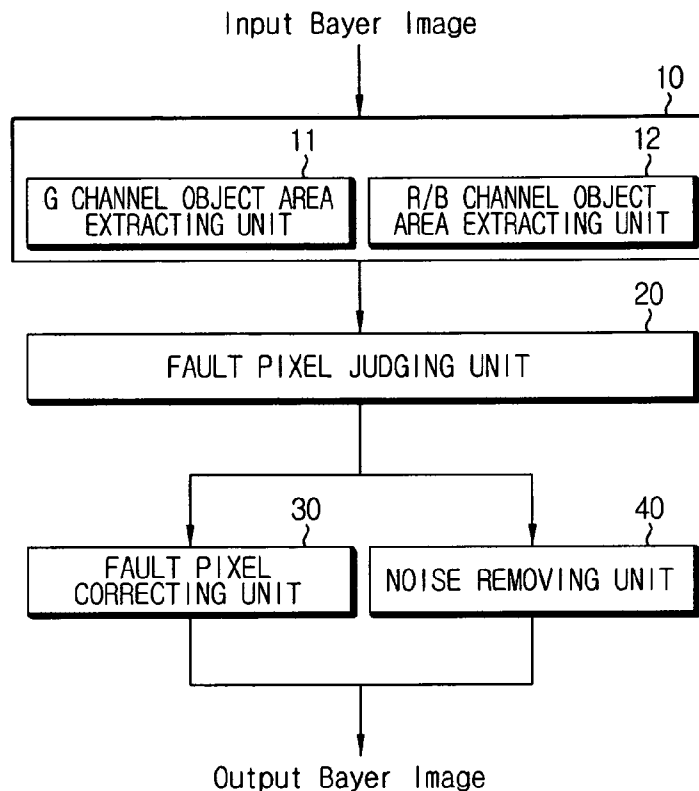 Input Bayer Image
10
11
12
G CHANNEL OBJECT AREA
EXTRACTING UNIT
R/B CHANNEL OBJECT
AREA EXTRACTING UNIT
20
FAULT PIXEL JUDGING UNIT
30
40
FAULT PIXEL
CORRECTING UNIT
NOISE REMOVING UNIT
Output Bayer Image